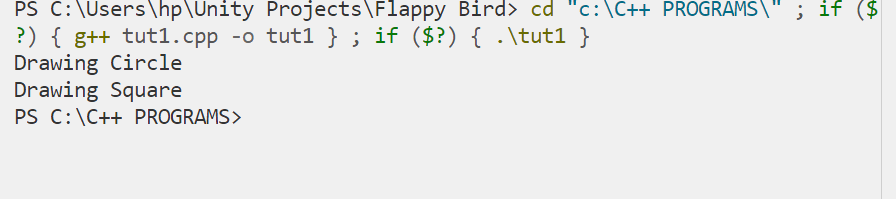 PS C:\Users\hp\Unity Projects\Flappy Bird> cd "c:\C++ PROGRAMS\" ; if ($
?) { g++ tut1.cpp -o tut1 } ; if ($?) { .\tut1 }
Drawing Circle
Drawing Square
PS C:\C++ PROGRAMS>